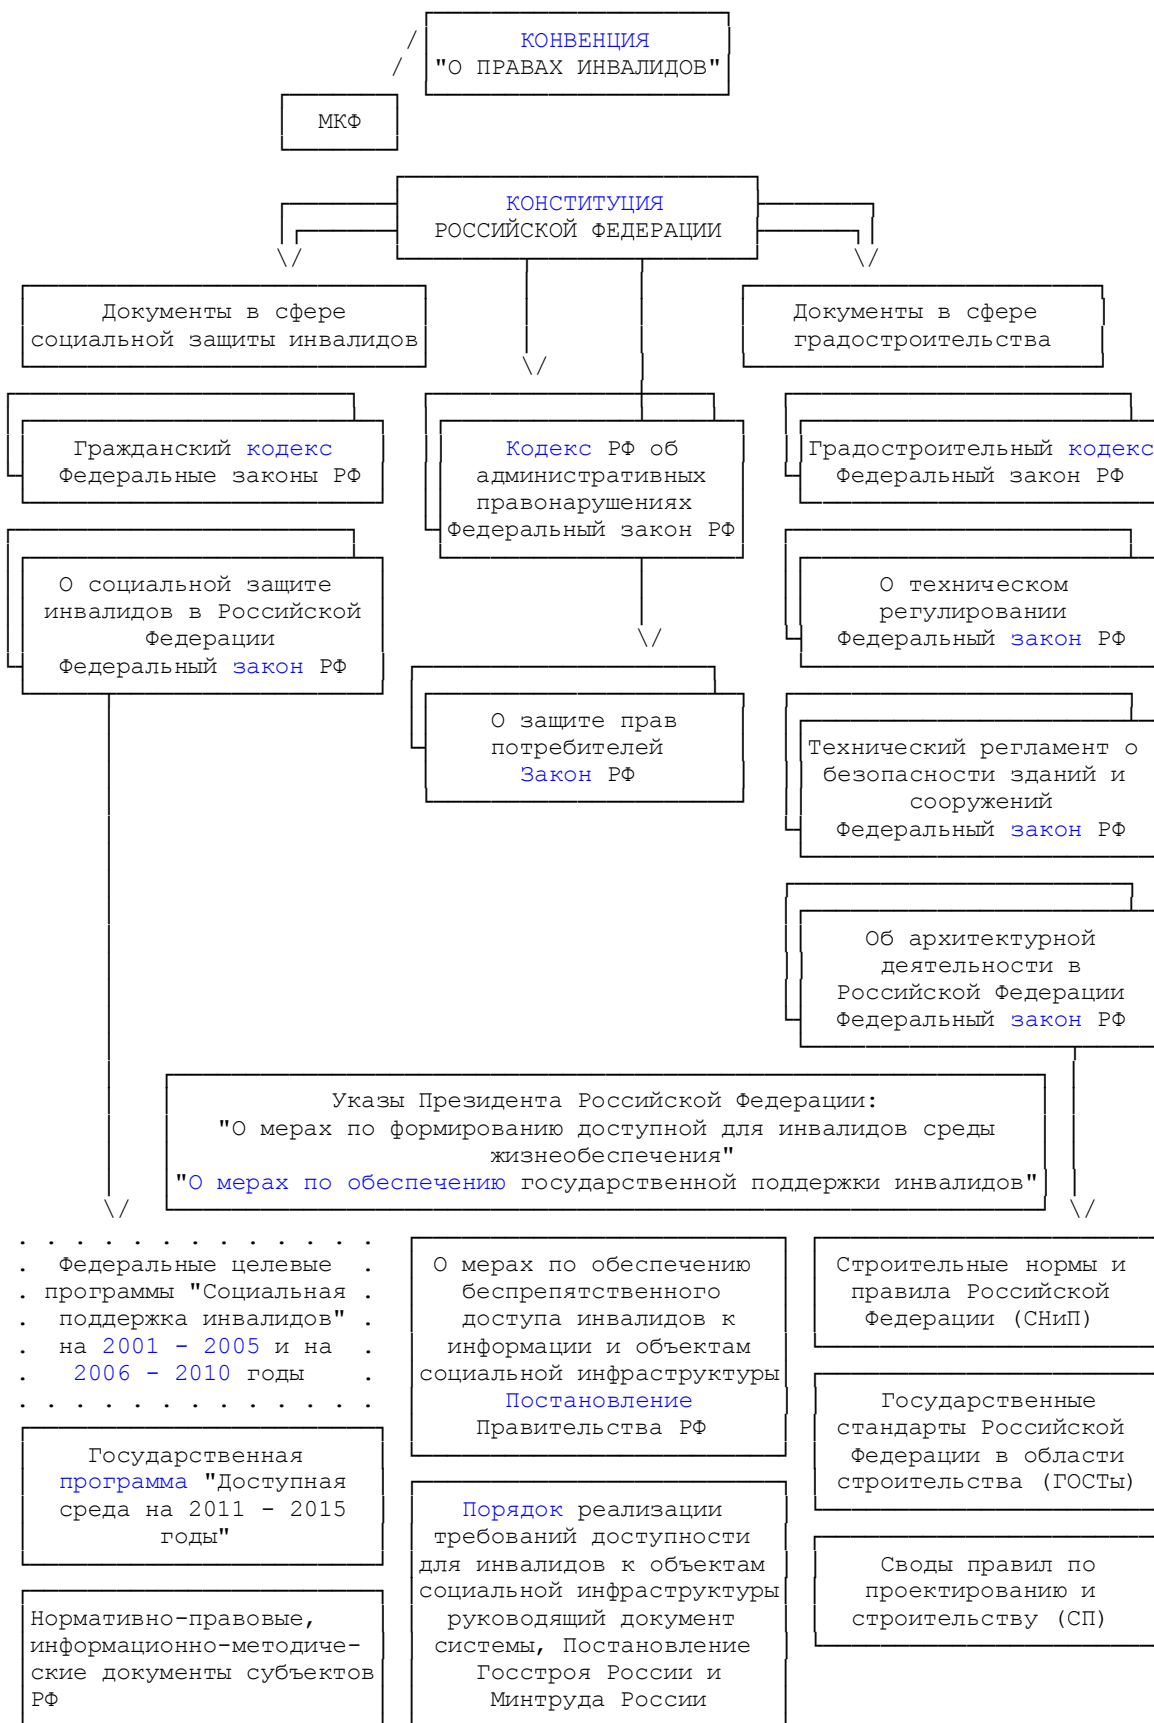 КОНВЕНЦИЯ
"О ПРАВАХ ИНВАЛИДОВ"
МКФ
КОНСТИТУЦИЯ
РОССИЙСКОЙ ФЕДЕРАЦИИ
Документы в сфере
социальной защиты инвалидов
Документы в сфере
градостроительства
Гражданский кодекс
Федеральные законы РФ
Кодекс РФ об
административных
правонарушениях
Федеральный закон РФ
Градостроительный кодекс
Федеральный закон РФ
О социальной защите
инвалидов в Российской
Федерации
Федеральный закон РФ
О техническом
регулировании
Федеральный закон РФ
О защите прав
потребителей
Закон РФ
Технический регламент о
безопасности зданий и
сооружений
Федеральный закон РФ
Об архитектурной
деятельности в
Российской Федерации
Федеральный закон РФ
Указы Президента Российской Федерации:
"О мерах по формированию доступной для инвалидов среды
жизнеобеспечения"
"О мерах по обеспечению государственной поддержки инвалидов"
Федеральные целевые
программы "Социальная
поддержка инвалидов"
на 2001 - 2005 и на
2006 - 2010 годы
О мерах по обеспечению
беспрепятственного
доступа инвалидов к
информации и объектам
социальной инфраструктуры
Постановление
Правительства РФ
Строительные нормы и
правила Российской
Федерации (СНиП)
Государственные
стандарты Российской
Федерации в области
строительства (ГОСТы)
Государственная
программа "Доступная
среда на 2011 - 2015
годы"
Порядок реализации
требований доступности
для инвалидов к объектам
социальной инфраструктуры
руководящий документ
системы, Постановление
Госстроя России и
Минтруда России
Своды правил по
проектированию и
строительству (СП)
Нормативно-правовые,
информационно-методиче-
ские документы субъектов
РФ